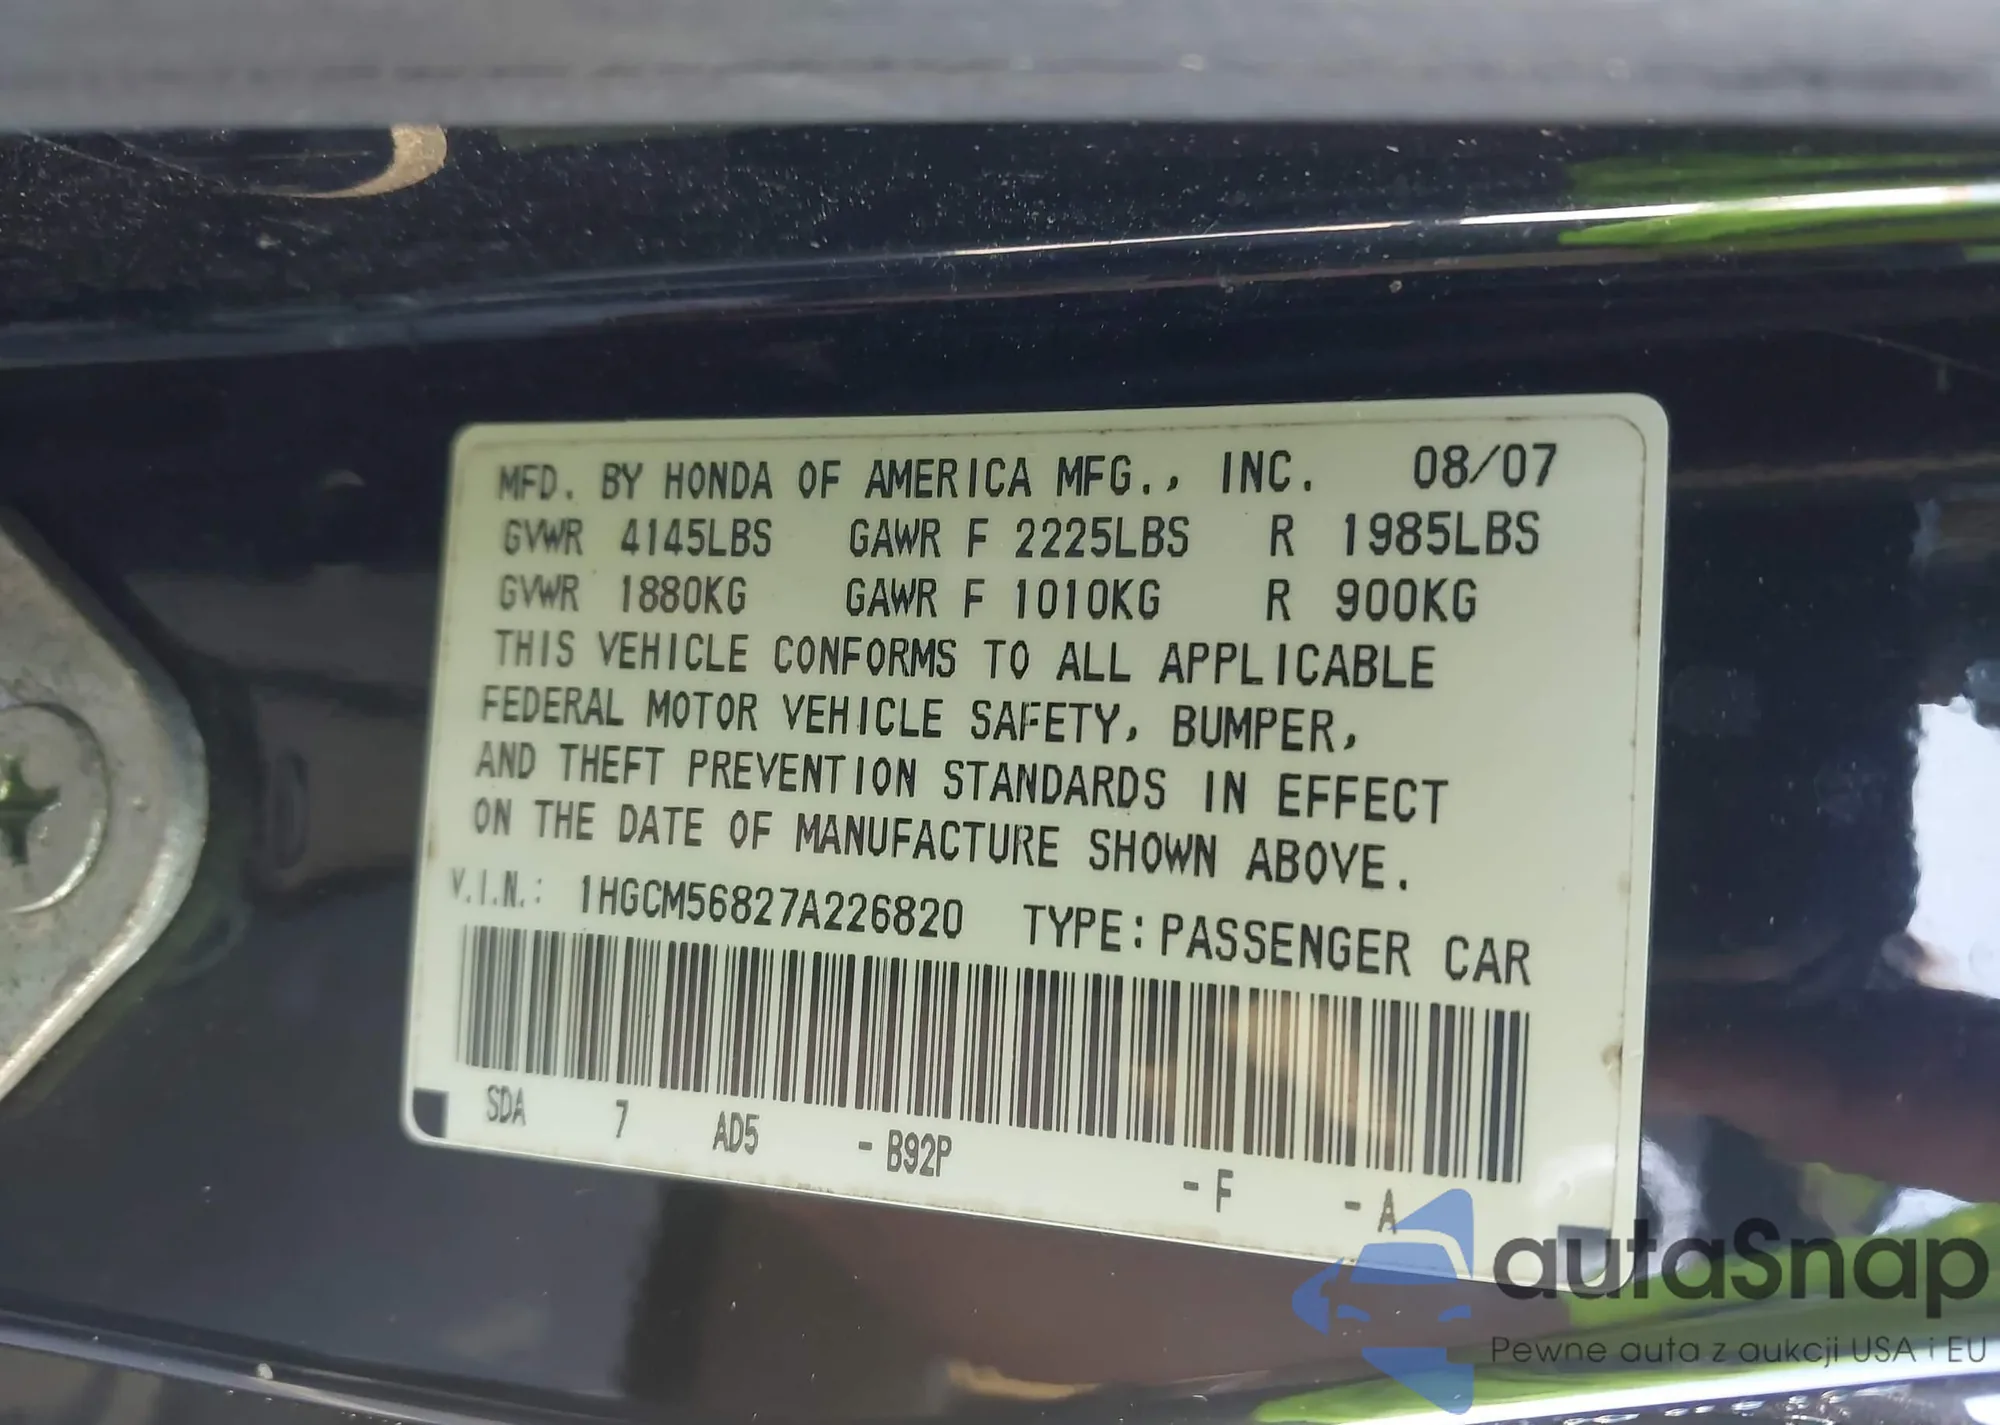 MFD. BY HONDA OF AMERICA MFG., INC. 08/07
GVWR 4145LBS GAWR F 2225LBS R 1985LBS
GVWR 1880KG GAWR F 1010KG R 900KG
THIS VEHICLE CONFORMS TO ALL APPLICABLE
FEDERAL MOTOR VEHICLE SAFETY, BUMPER,
AND THEFT PREVENTION STANDARDS IN EFFECT
ON THE DATE OF MANUFACTURE SHOWN ABOVE.
V.I.N.: 1HGCM56827A226820 TYPE: PASSENGER CAR
SDA 7 AD5 - B92P - F - A
autaSnap
Pewne auta z aukcji USA i EU